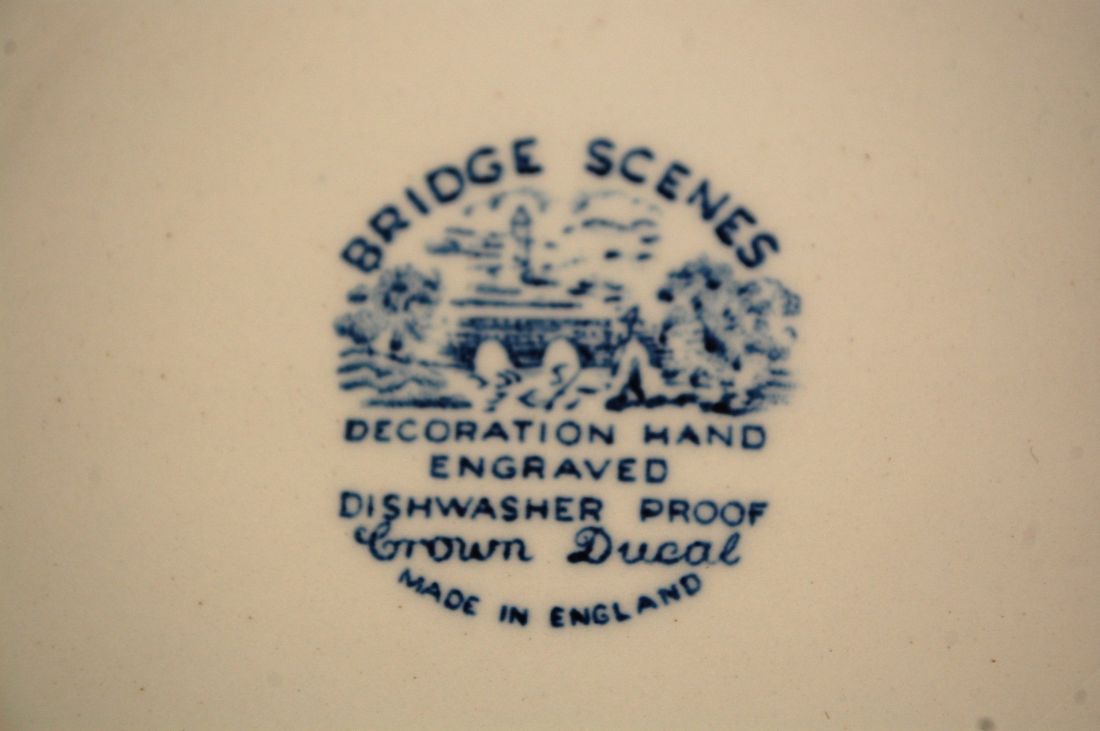 BRIDGE SCENES
DECORATION HAND
ENGRAVED
DISHWASHER PROOF
Crown Ducal
MADE IN ENGLAND